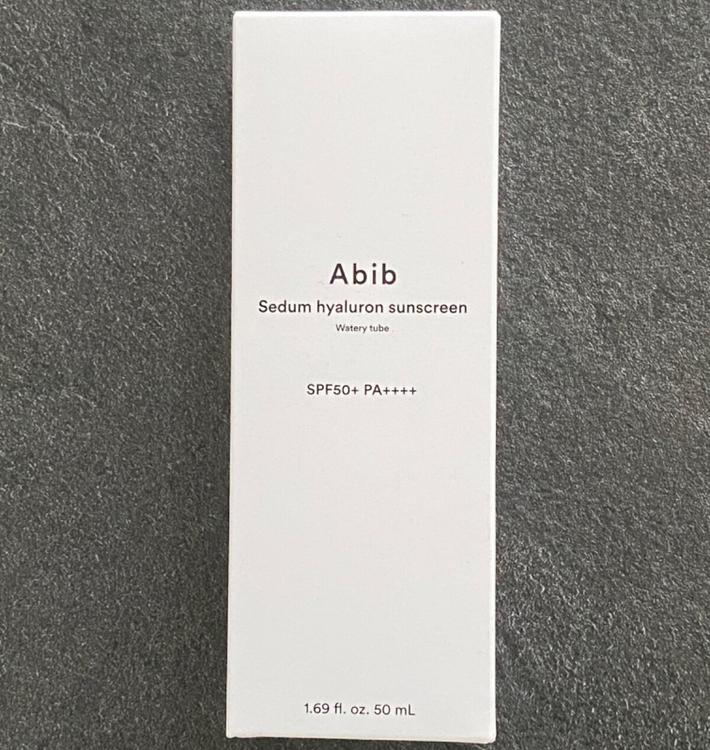 Abib
Sedum hyaluron sunscreen
Watery tube
SPF50+ PA++++
1.69 fl. oz. 50 mL